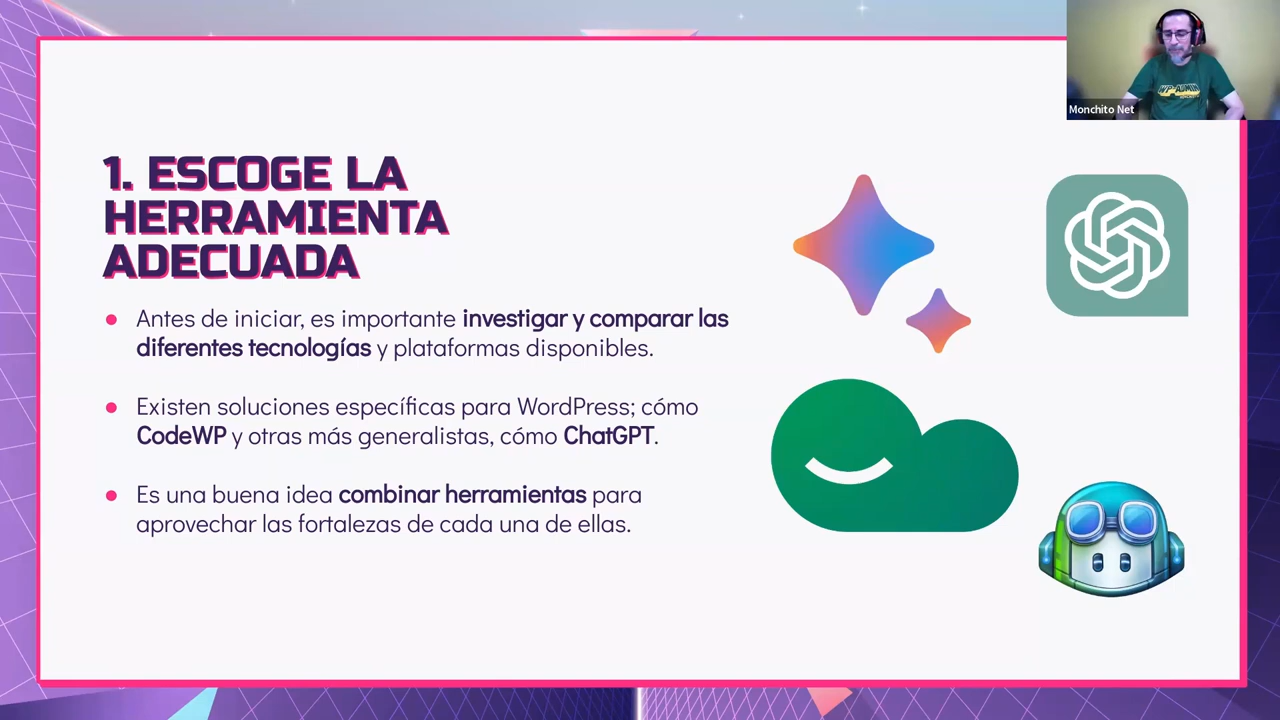 Monchito Net
1. ESCOGE LA
HERRAMIENTA
ADECUADA
Antes de iniciar, es importante investigar y comparar las
diferentes tecnologías y plataformas disponibles.
Existen soluciones específicas para WordPress; cómo
CodeWP y otras más generalistas, cómo ChatGPT.
Es una buena idea combinar herramientas para
aprovechar las fortalezas de cada una de ellas.